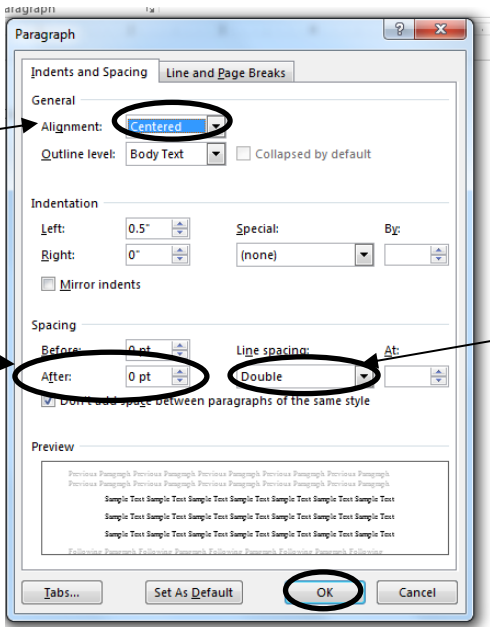 aragraph
Paragraph ?
Indents and Spacing Line and Page Breaks
General
Alignment: Centered
Outline level: Body Text Collapsed by default
Indentation
Left: 0.5" Special: By:
Right: 0" (none)
Mirror indents
Spacing
Before: 0 pt Line spacing: At:
After: 0 pt Double
Don't add space between paragraphs of the same style
Preview
Previous Paragraph Previous Paragraph Previous Paragraph Previous Paragraph Previous Paragraph
Previous Paragraph Previous Paragraph Previous Paragraph Previous Paragraph Previous Paragraph
Sample Text Sample Text Sample Text Sample Text Sample Text Sample Text Sample Text
Sample Text Sample Text Sample Text Sample Text Sample Text Sample Text Sample Text
Sample Text Sample Text Sample Text Sample Text Sample Text Sample Text Sample Text
Following Paragraph Following Paragraph Following Paragraph Following Paragraph Following
Tabs... Set As Default OK Cancel